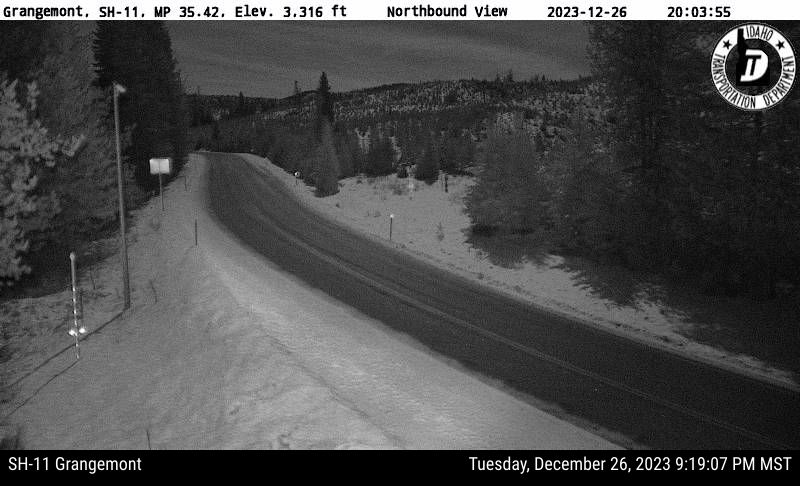 Grangemont, SH-11, MP 35.42, Elev. 3,316 ft Northbound View 2023-12-26 20:03:55
IDAHO
TRANSPORTATION DEPARTMENT
SH-11 Grangemont Tuesday, December 26, 2023 9:19:07 PM MST